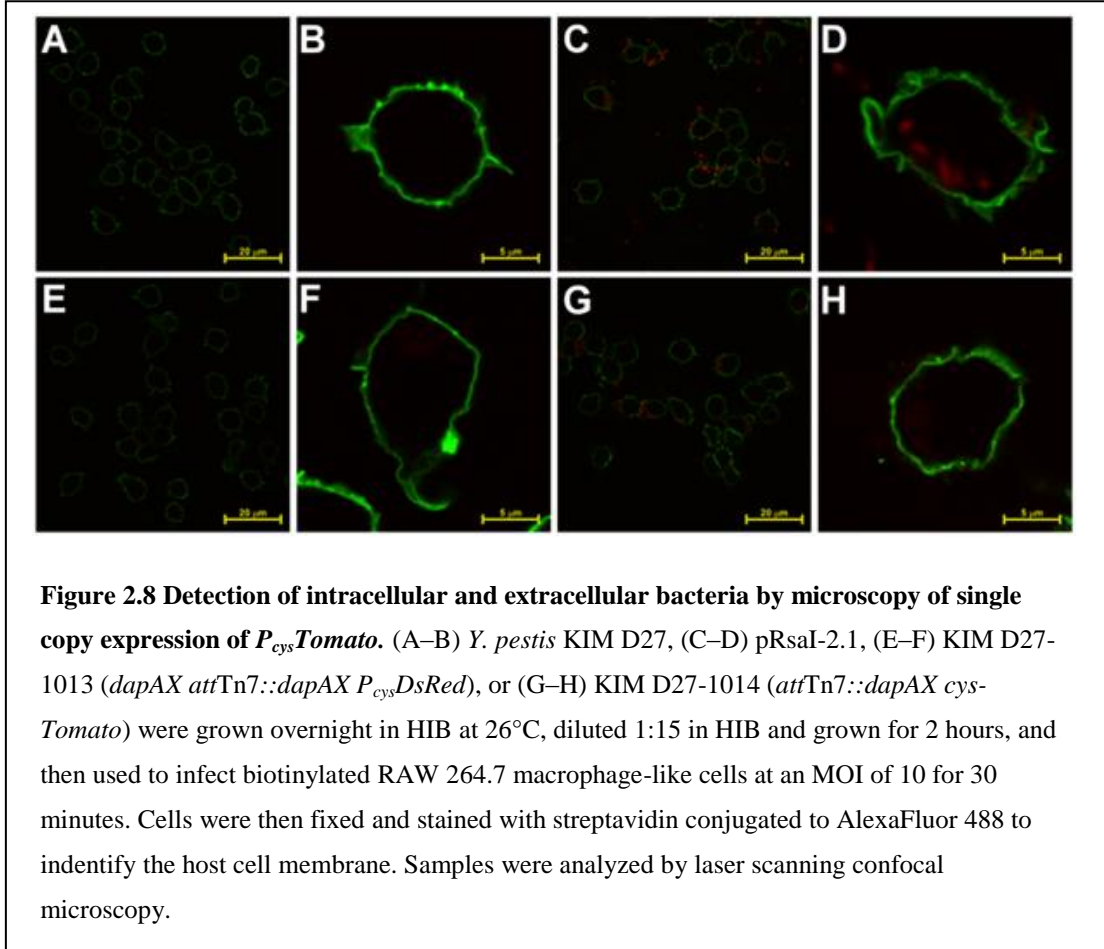 A B C D
20 µm 5 µm 20 µm 5 µm
E F G H
20 µm 5 µm 20 µm 5 µm
Figure 2.8 Detection of intracellular and extracellular bacteria by microscopy of single
copy expression of PcysTomato. (A–B) Y. pestis KIM D27, (C–D) pRsaI-2.1, (E–F) KIM D27-
1013 (dapAX attTn7::dapAX PcysDsRed), or (G–H) KIM D27-1014 (attTn7::dapAX cys-
Tomato) were grown overnight in HIB at 26°C, diluted 1:15 in HIB and grown for 2 hours, and
then used to infect biotinylated RAW 264.7 macrophage-like cells at an MOI of 10 for 30
minutes. Cells were then fixed and stained with streptavidin conjugated to AlexaFluor 488 to
indentify the host cell membrane. Samples were analyzed by laser scanning confocal
microscopy.